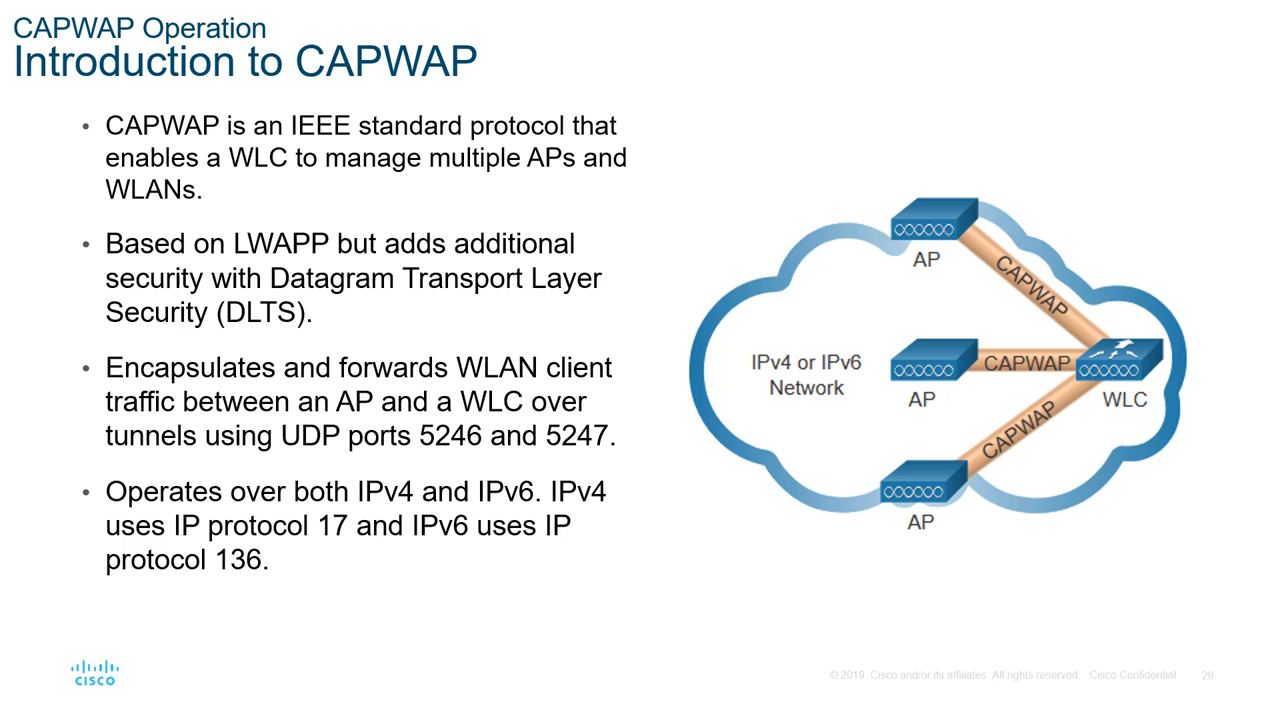 CAPWAP Operation
Introduction to CAPWAP
• CAPWAP is an IEEE standard protocol that
enables a WLC to manage multiple APs and
WLANs.
• Based on LWAPP but adds additional
security with Datagram Transport Layer
Security (DLTS).
• Encapsulates and forwards WLAN client
traffic between an AP and a WLC over
tunnels using UDP ports 5246 and 5247.
• Operates over both IPv4 and IPv6. IPv4
uses IP protocol 17 and IPv6 uses IP
protocol 136.
AP
CAPWAP
IPv4 or IPv6
Network
AP
CAPWAP
WLC
CAPWAP
AP
CISCO
© 2019 Cisco and/or its affiliates. All rights reserved. Cisco Confidential
29